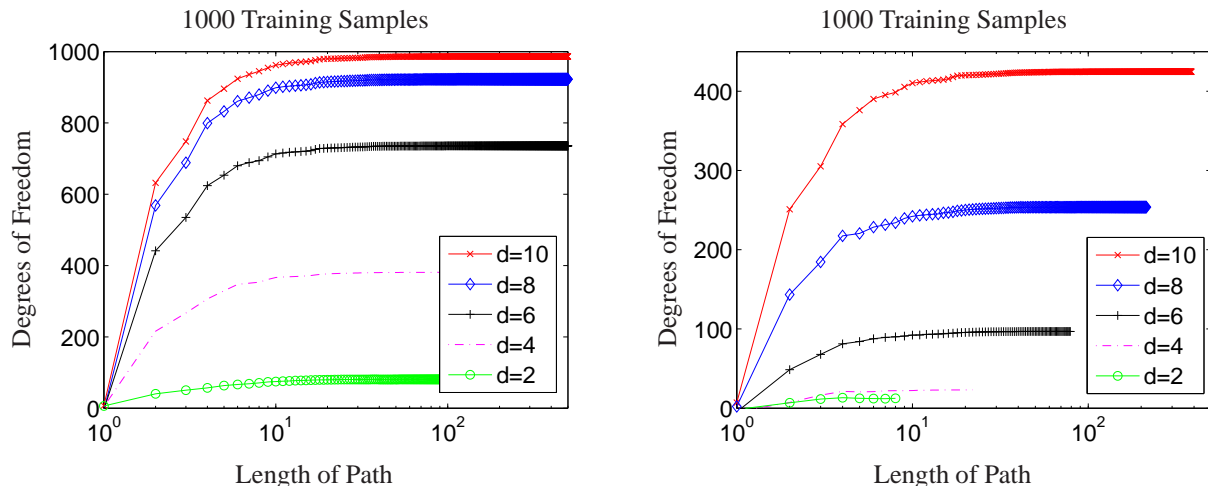 1000 Training Samples
Degrees of Freedom
1000
800
600
400
200
0
10^0
10^1
10^2
d=10
d=8
d=6
d=4
d=2
Length of Path
1000 Training Samples
Degrees of Freedom
400
300
200
100
0
10^0
10^1
10^2
d=10
d=8
d=6
d=4
d=2
Length of Path